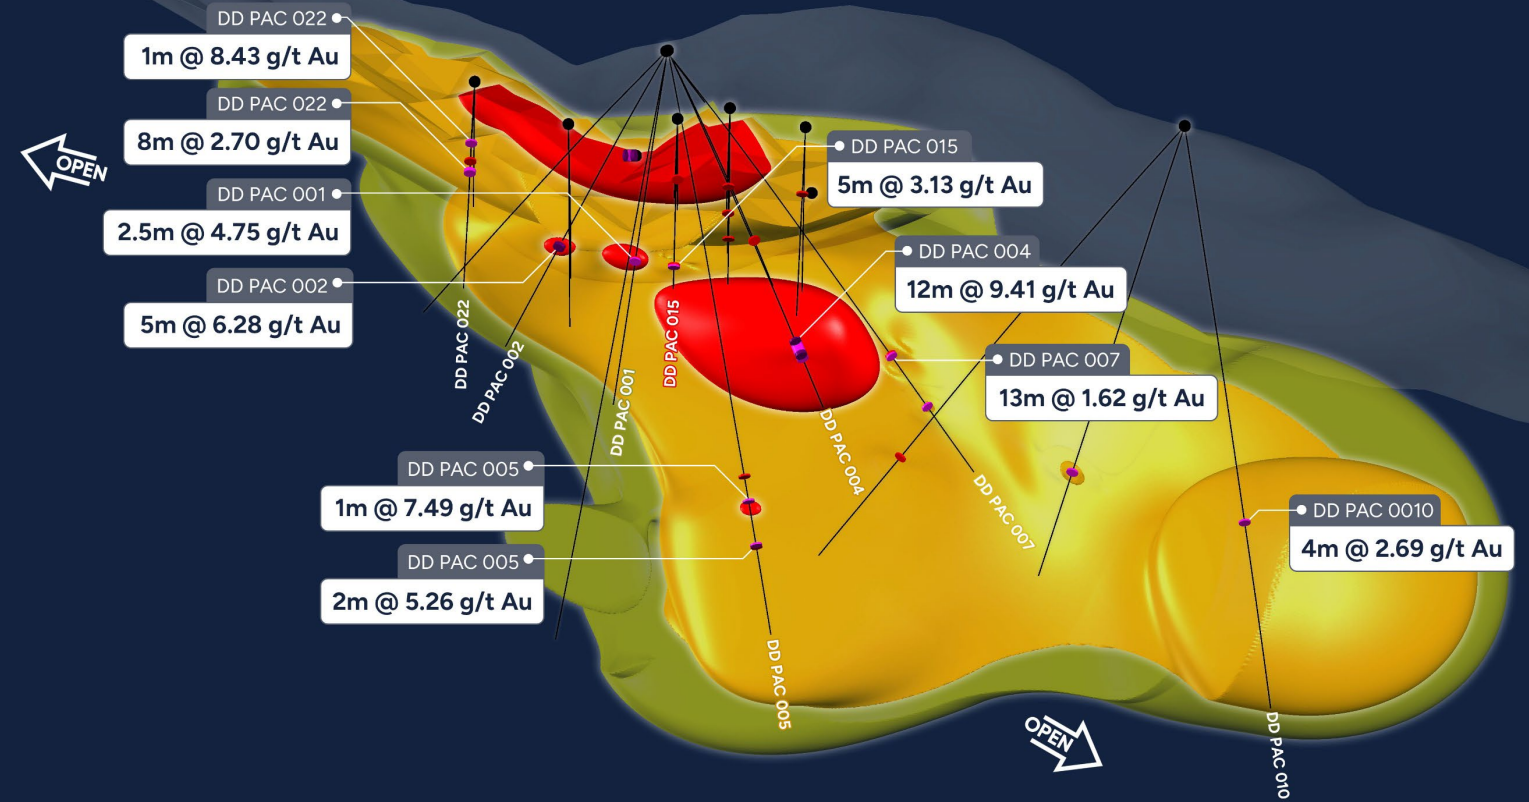 DD PAC 022
1m @ 8.43 g/t Au
DD PAC 022
8m @ 2.70 g/t Au
OPEN
DD PAC 001
2.5m @ 4.75 g/t Au
DD PAC 002
5m @ 6.28 g/t Au
DD PAC 015
5m @ 3.13 g/t Au
DD PAC 004
12m @ 9.41 g/t Au
DD PAC 007
13m @ 1.62 g/t Au
DD PAC 022
DD PAC 002
DD PAC 001
DD PAC 015
DD PAC 004
DD PAC 007
DD PAC 005
1m @ 7.49 g/t Au
DD PAC 005
2m @ 5.26 g/t Au
DD PAC 0010
4m @ 2.69 g/t Au
DD PAC 005
OPEN
DD PAC 010